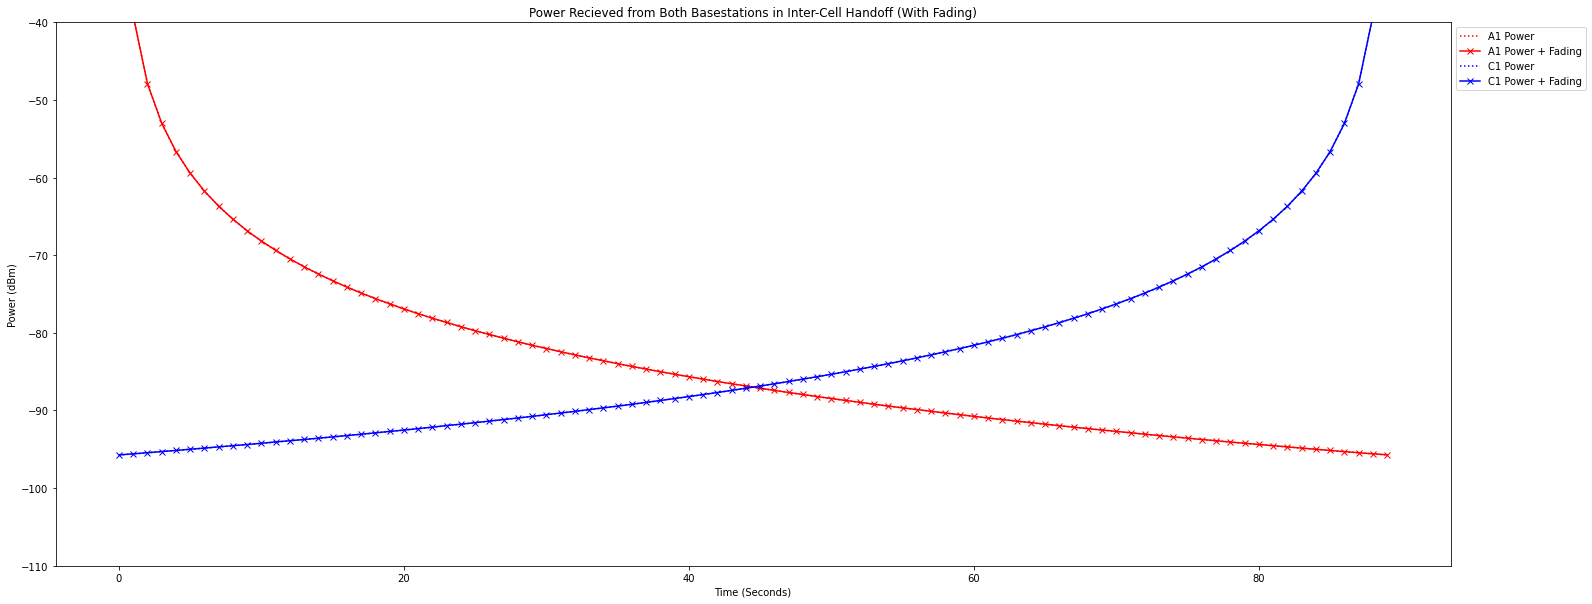 Power Recieved from Both Basestations in Inter-Cell Handoff (With Fading)
−40
−50
−60
−70
−80
−90
−100
−110
Power (dBm)
0
20
40
60
80
Time (Seconds)
A1 Power
A1 Power + Fading
C1 Power
C1 Power + Fading